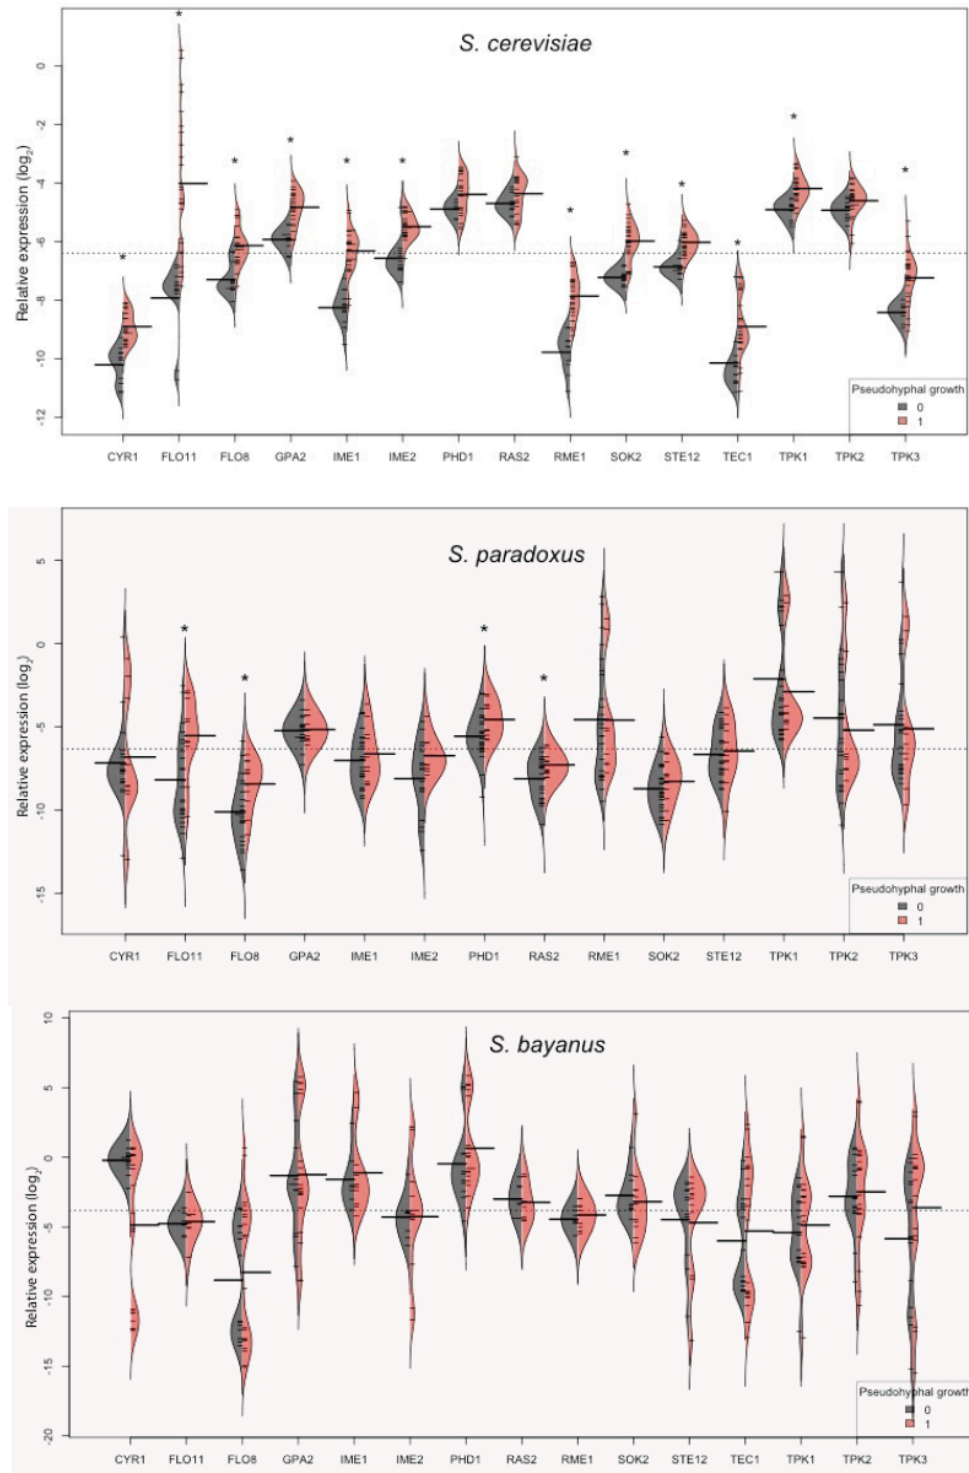 S. cerevisiae
Relative expression (log2)
0
-2
-4
-6
-8
-10
-12
* * * * * * * * * * * *
Pseudohyphal growth
0
1
CYR1 FLO11 FLO8 GPA2 IME1 IME2 PHD1 RAS2 RME1 SOK2 STE12 TEC1 TPK1 TPK2 TPK3
S. paradoxus
Relative expression (log2)
5
0
-5
-10
-15
* * * *
Pseudohyphal growth
0
1
CYR1 FLO11 FLO8 GPA2 IME1 IME2 PHD1 RAS2 RME1 SOK2 STE12 TPK1 TPK2 TPK3
S. bayanus
Relative expression (log2)
10
5
0
-5
-10
-15
-20
Pseudohyphal growth
0
1
CYR1 FLO11 FLO8 GPA2 IME1 IME2 PHD1 RAS2 RME1 SOK2 STE12 TEC1 TPK1 TPK2 TPK3